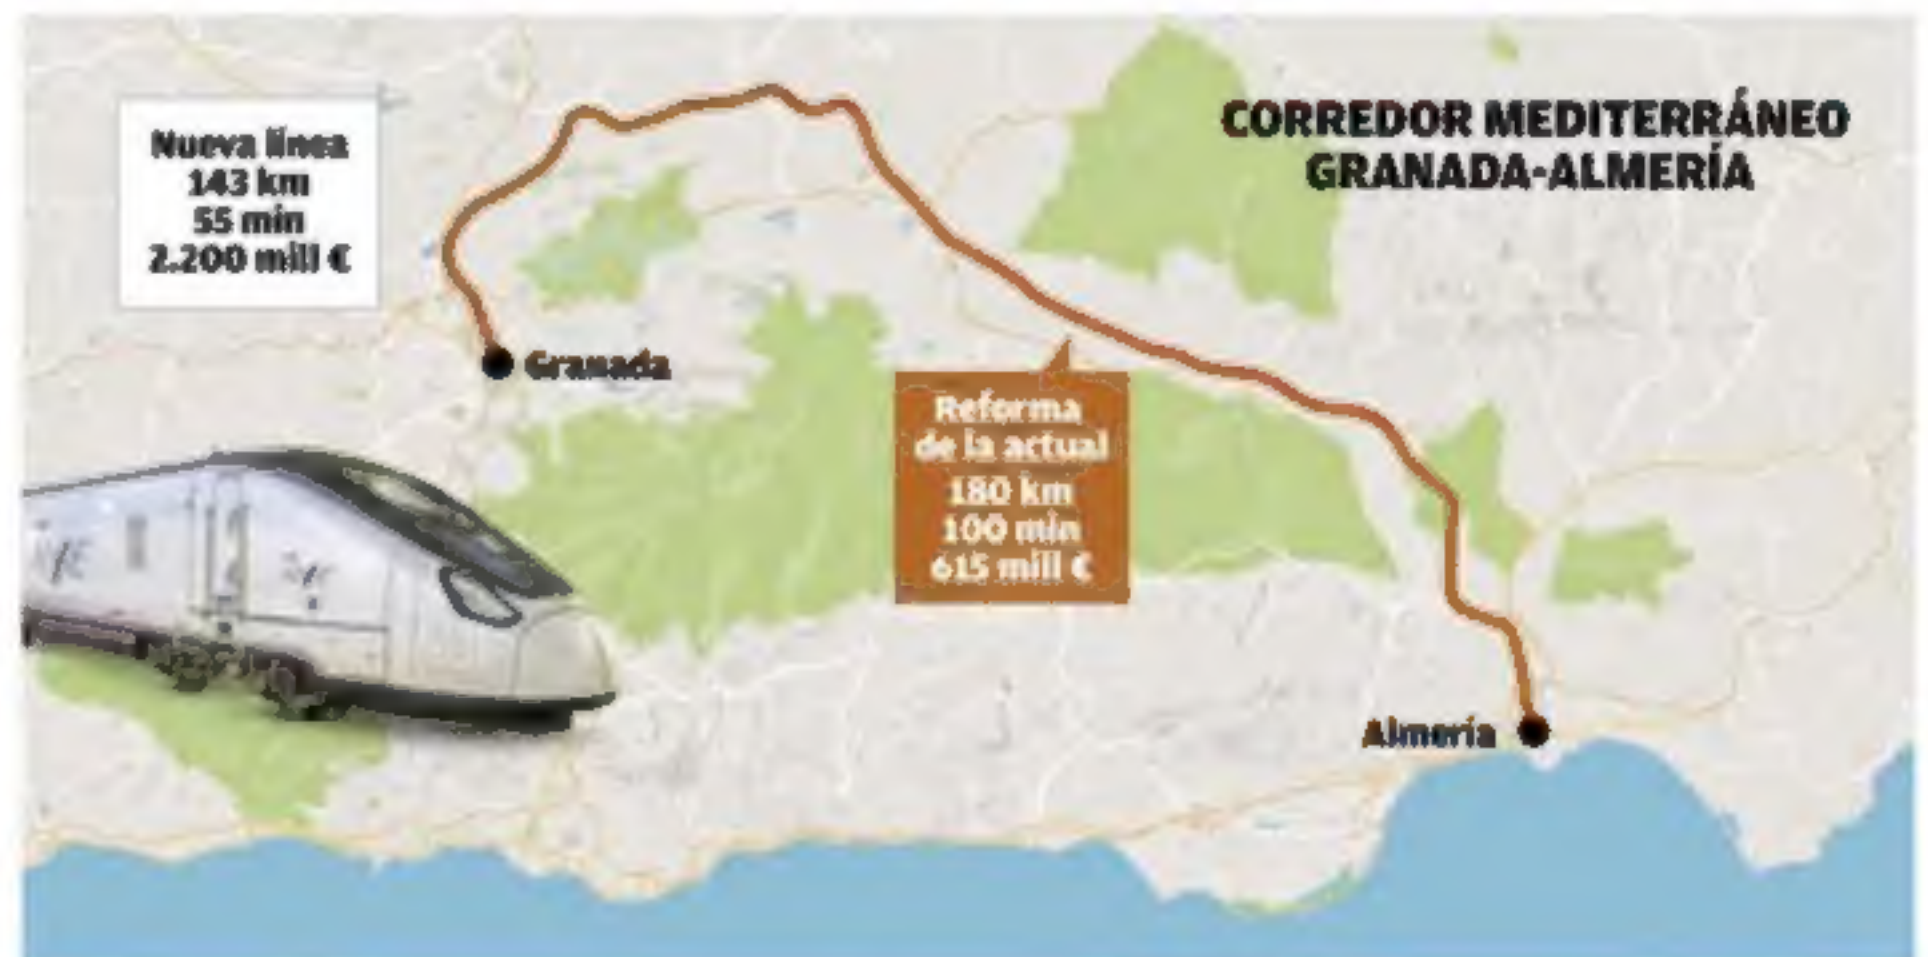 CORREDOR MEDITERRÁNEO
GRANADA-ALMERÍA
Nueva línea
143 km
55 min
2.200 mill €
Granada
Reforma
de la actual
180 km
100 min
615 mill €
Almería